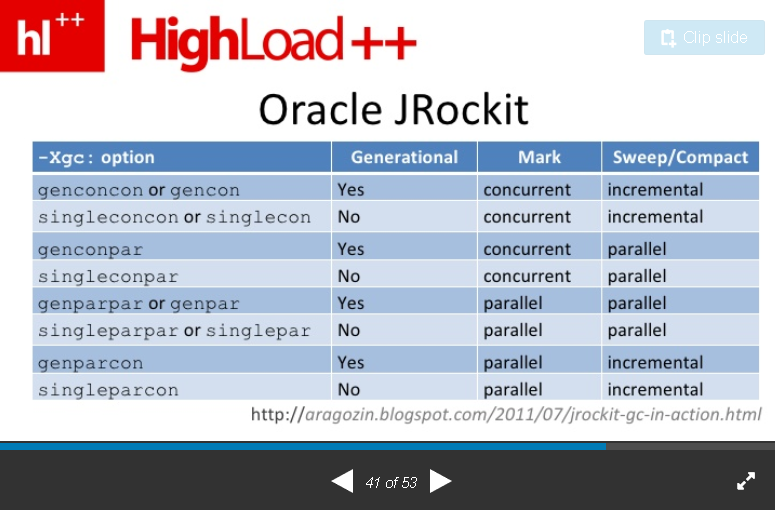 hl++
HighLoad++
Clip slide
Oracle JRockit
-Xgc: option Generational Mark Sweep/Compact
genconcon or gencon Yes concurrent incremental
singleconcon or singlecon No concurrent incremental
genconpar Yes concurrent parallel
singleconpar No concurrent parallel
genparpar or genpar Yes parallel parallel
singleparpar or singlepar No parallel parallel
genparcon Yes parallel incremental
singleparcon No parallel incremental
http://aragozin.blogspot.com/2011/07/jrockit-gc-in-action.html
41 of 53